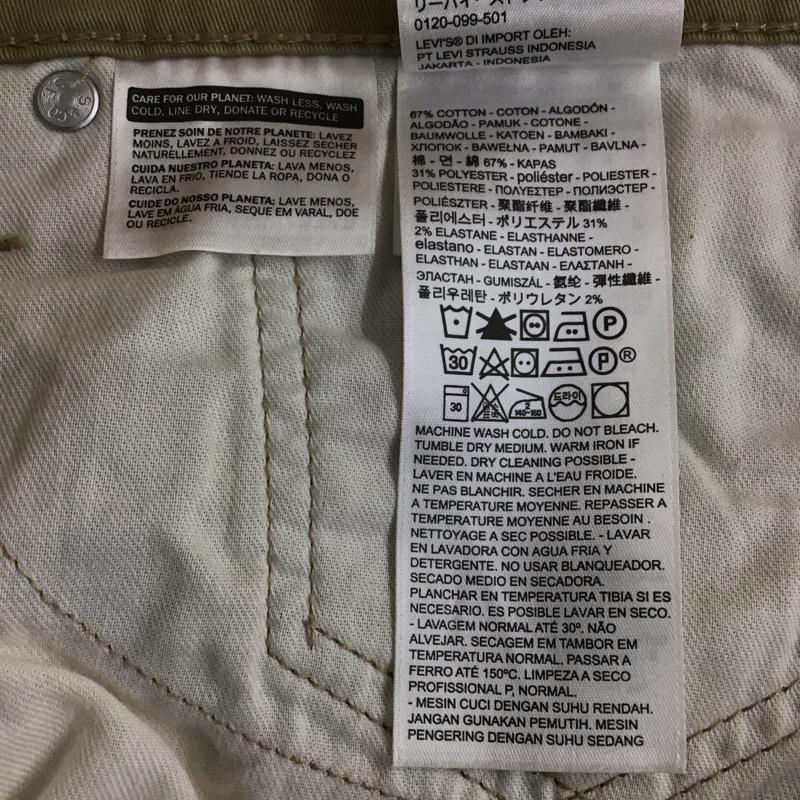 CARE FOR OUR PLANET: WASH LESS, WASH
COLD, LINE DRY, DONATE OR RECYCLE
PRENEZ SOIN DE NOTRE PLANETE: LAVEZ
MOINS, LAVEZ A FROID, LAISSEZ SECHER
NATURELLEMENT, DONNEZ OU RECYCLEZ
CUIDA NUESTRO PLANETA: LAVA MENOS,
LAVA EN FRIO, TIENDE LA ROPA, DONA O
RECICLA.
CUIDE DO NOSSO PLANETA: LAVE MENOS,
LAVE EM ÁGUA FRIA, SEQUE EM VARAL, DOE
OU RECICLE.
0120-099-501
LEVI'S® DI IMPORT OLEH:
PT LEVI STRAUSS INDONESIA
JAKARTA - INDONESIA
67% COTTON - COTON - ALGODÓN -
ALGODÃO - PAMUK - COTONE -
BAUMWOLLE - KATOEN - BAMBAKI -
ХЛОПОК - BAWEŁNA - PAMUT - BAVLNA -
棉 - 면 - 綿 67% - KAPAS
31% POLYESTER - poliéster - POLIESTER -
POLIESTERE - ΠΟΛΥΕΣΤΕΡ - ПОЛИЭСТЕР -
POLIÉSZTER - 聚酯纤维 - 聚酯纖維 -
폴리에스터 - ポリエステル 31%
2% ELASTANE - ELASTHANNE -
elastano - ELASTAN - ELASTOMERO -
ELASTHAN - ELASTAAN - ΕΛΑΣΤΑΝΗ -
ЭЛАСТАН - GUMISZÁL - 氨纶 - 彈性纖維 -
폴리우레탄 - ポリウレタン 2%
P
30 P ®
30 2 140-160 드라이
MACHINE WASH COLD. DO NOT BLEACH.
TUMBLE DRY MEDIUM. WARM IRON IF
NEEDED. DRY CLEANING POSSIBLE -
LAVER EN MACHINE A L'EAU FROIDE.
NE PAS BLANCHIR. SECHER EN MACHINE
A TEMPERATURE MOYENNE. REPASSER A
TEMPERATURE MOYENNE AU BESOIN .
NETTOYAGE A SEC POSSIBLE. - LAVAR
EN LAVADORA CON AGUA FRIA Y
DETERGENTE. NO USAR BLANQUEADOR.
SECADO MEDIO EN SECADORA.
PLANCHAR EN TEMPERATURA TIBIA SI ES
NECESARIO. ES POSIBLE LAVAR EN SECO.
- LAVAGEM NORMAL ATÉ 30º. NÃO
ALVEJAR. SECAGEM EM TAMBOR EM
TEMPERATURA NORMAL. PASSAR A
FERRO ATÉ 150ºC. LIMPEZA A SECO
PROFISSIONAL P, NORMAL.
- MESIN CUCI DENGAN SUHU RENDAH.
JANGAN GUNAKAN PEMUTIH. MESIN
PENGERING DENGAN SUHU SEDANG